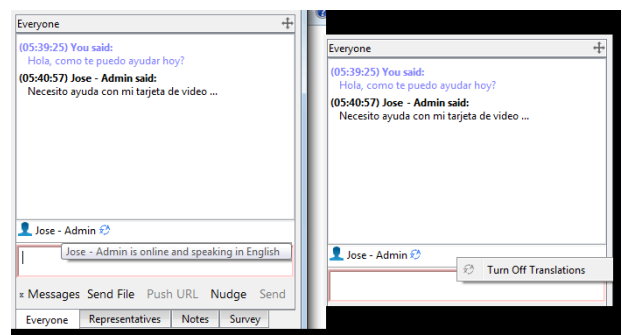 Everyone
(05:39:25) You said:
Hola, como te puedo ayudar hoy?
(05:40:57) Jose - Admin said:
Necesito ayuda con mi tarjeta de video ...
Jose - Admin
Jose - Admin is online and speaking in English
Messages Send File Push URL Nudge Send
Everyone Representatives Notes Survey
Everyone
(05:39:25) You said:
Hola, como te puedo ayudar hoy?
(05:40:57) Jose - Admin said:
Necesito ayuda con mi tarjeta de video ...
Jose - Admin
Turn Off Translations